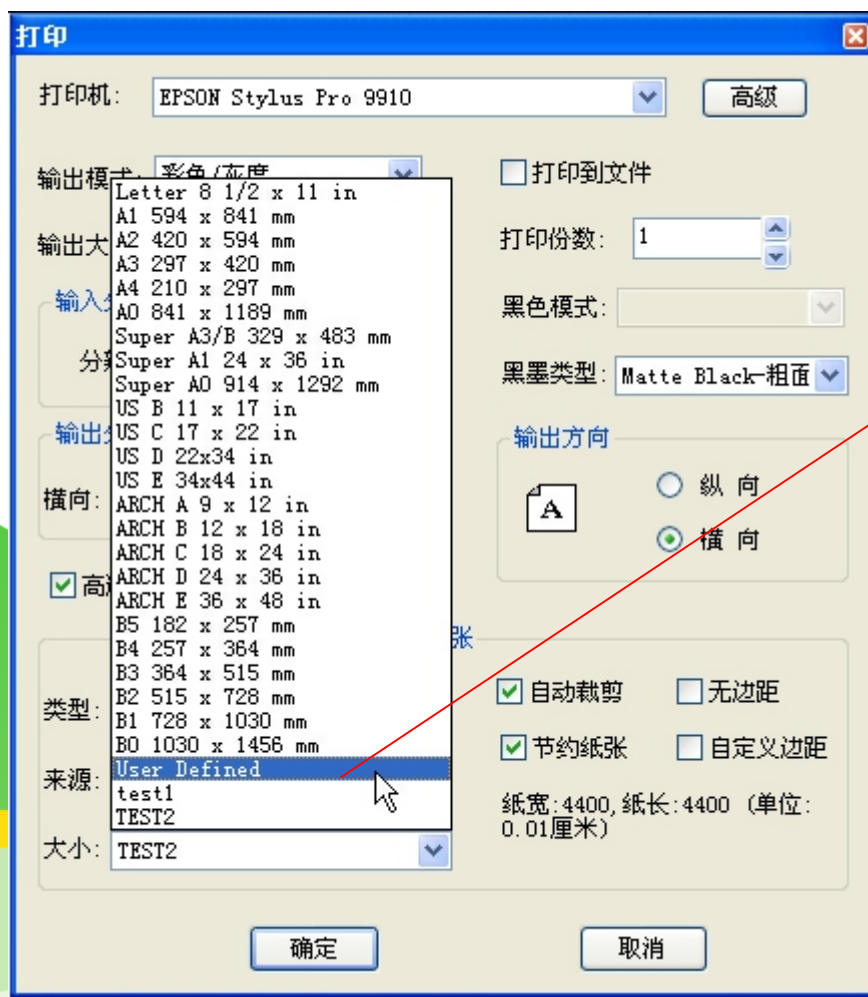 打印
打印机: EPSON Stylus Pro 9910 高级
输出模式: 彩色/灰度
打印到文件
Letter 8 1/2 x 11 in
A1 594 x 841 mm
A2 420 x 594 mm
A3 297 x 420 mm
A4 210 x 297 mm
A0 841 x 1189 mm
Super A3/B 329 x 483 mm
Super A1 24 x 36 in
Super A0 914 x 1292 mm
US B 11 x 17 in
US C 17 x 22 in
US D 22x34 in
US E 34x44 in
ARCH A 9 x 12 in
ARCH B 12 x 18 in
ARCH C 18 x 24 in
ARCH D 24 x 36 in
ARCH E 36 x 48 in
B5 182 x 257 mm
B4 257 x 364 mm
B3 364 x 515 mm
B2 515 x 728 mm
B1 728 x 1030 mm
B0 1030 x 1456 mm
User Defined
test1
TEST2
输出大
输入
分
输出
横向:
高
张
类型:
来源:
大小: TEST2
打印份数: 1
黑色模式:
黑墨类型: Matte Black-粗面
输出方向
A
纵 向
横 向
自动裁剪 无边距
节约纸张 自定义边距
纸宽:4400,纸长:4400 (单位:
0.01厘米)
确定 取消